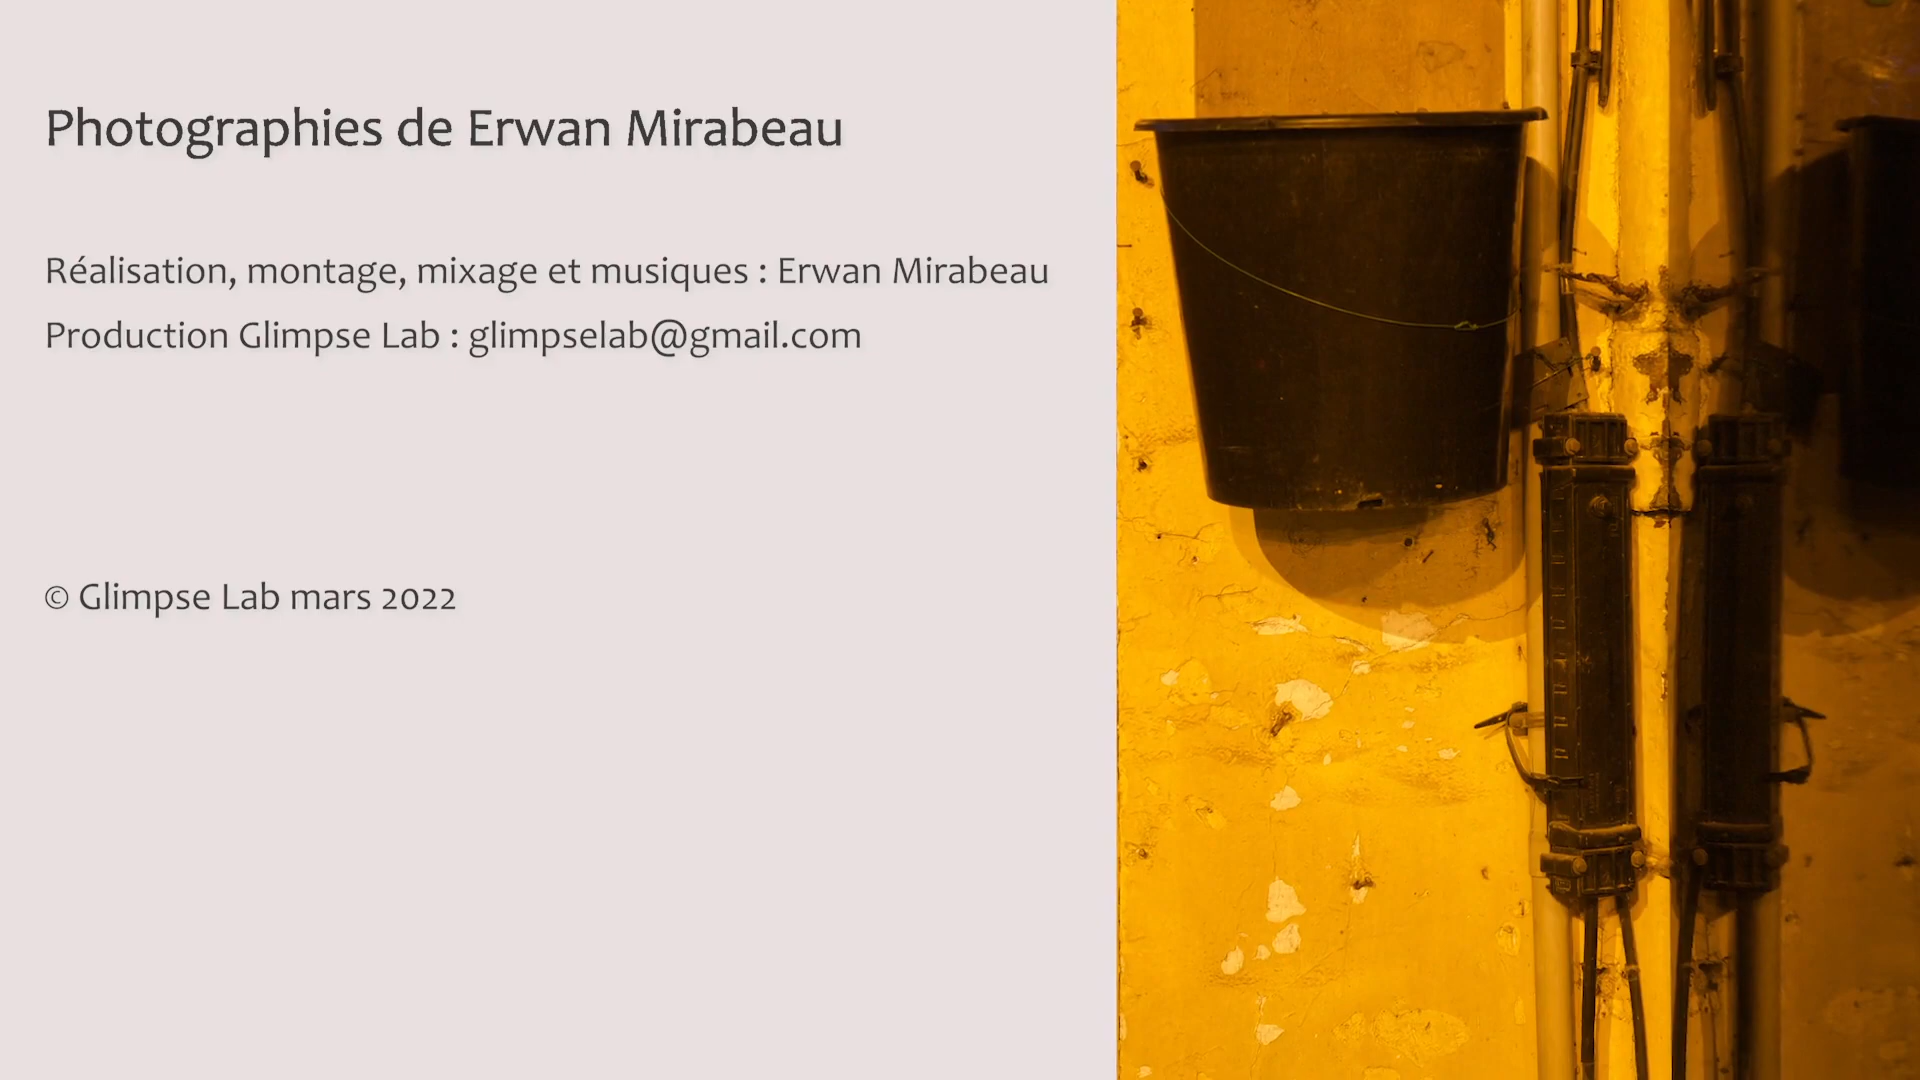 Photographies de Erwan Mirabeau
Réalisation, montage, mixage et musiques : Erwan Mirabeau
Production Glimpse Lab : glimpselab@gmail.com
© Glimpse Lab mars 2022